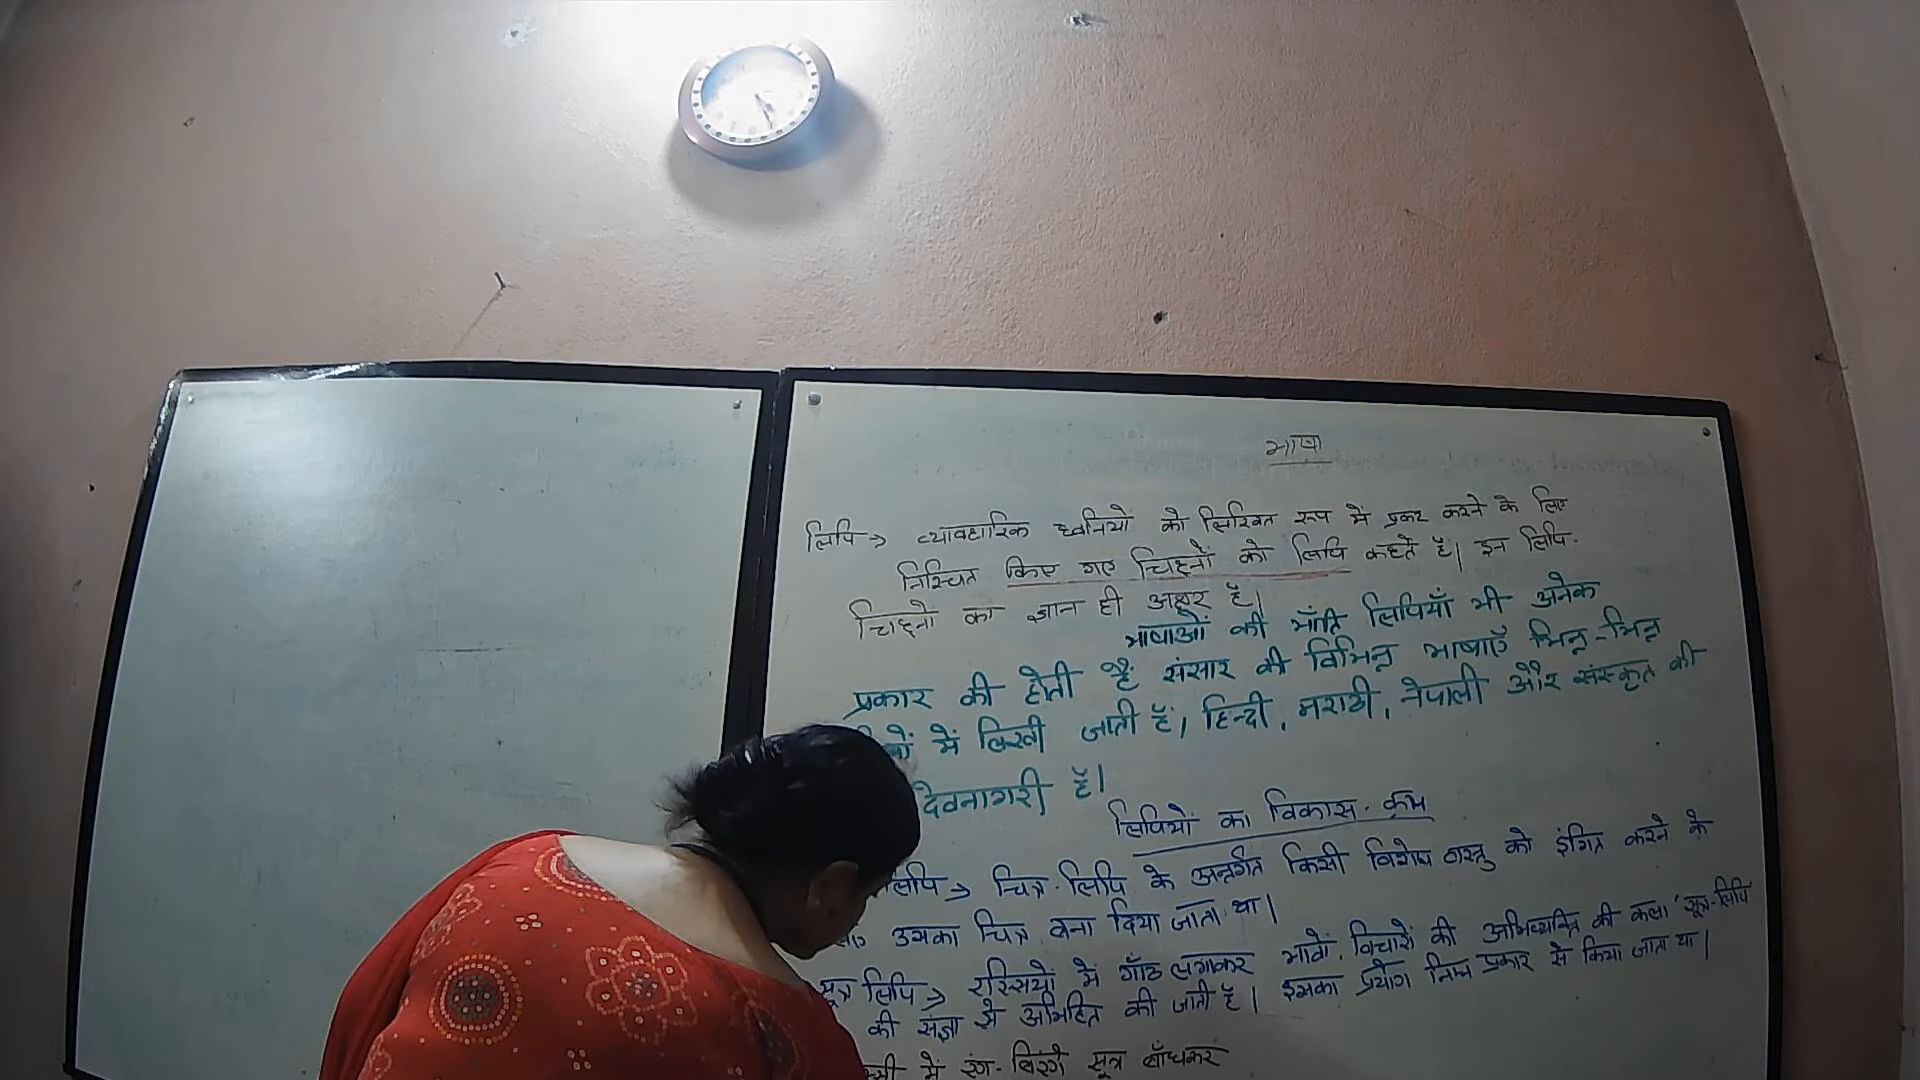 भाषा
लिपि → व्यावहारिक ध्वनियों को लिखित रूप में प्रकट करने के लिए
निश्चित किए गए चिह्नों को लिपि कहते हैं। इन लिपि-
चिह्नों का ज्ञान ही अक्षर है।
भाषाओं की भाँति लिपियाँ भी अनेक
प्रकार की होती हैं संसार की विभिन्न भाषाएँ भिन्न-भिन्न
में लिखी जाती हैं। हिन्दी, मराठी, नेपाली और संस्कृत की
देवनागरी है।
लिपियों का विकास-क्रम
लिपि → चित्र-लिपि के अन्तर्गत किसी विशेष वस्तु को इंगित करने के
उसका चित्र बना दिया जाता था।
सूत्र लिपि → रस्सियों में गाँठ लगाकर भावों, विचारों की अभिव्यक्ति की कला 'सूत्र-लिपि
की संज्ञा से अभिहित की जाती है। इसका प्रयोग निम्न प्रकार से किया जाता था।
में रंग-बिरंगे सूत्र बाँधकर